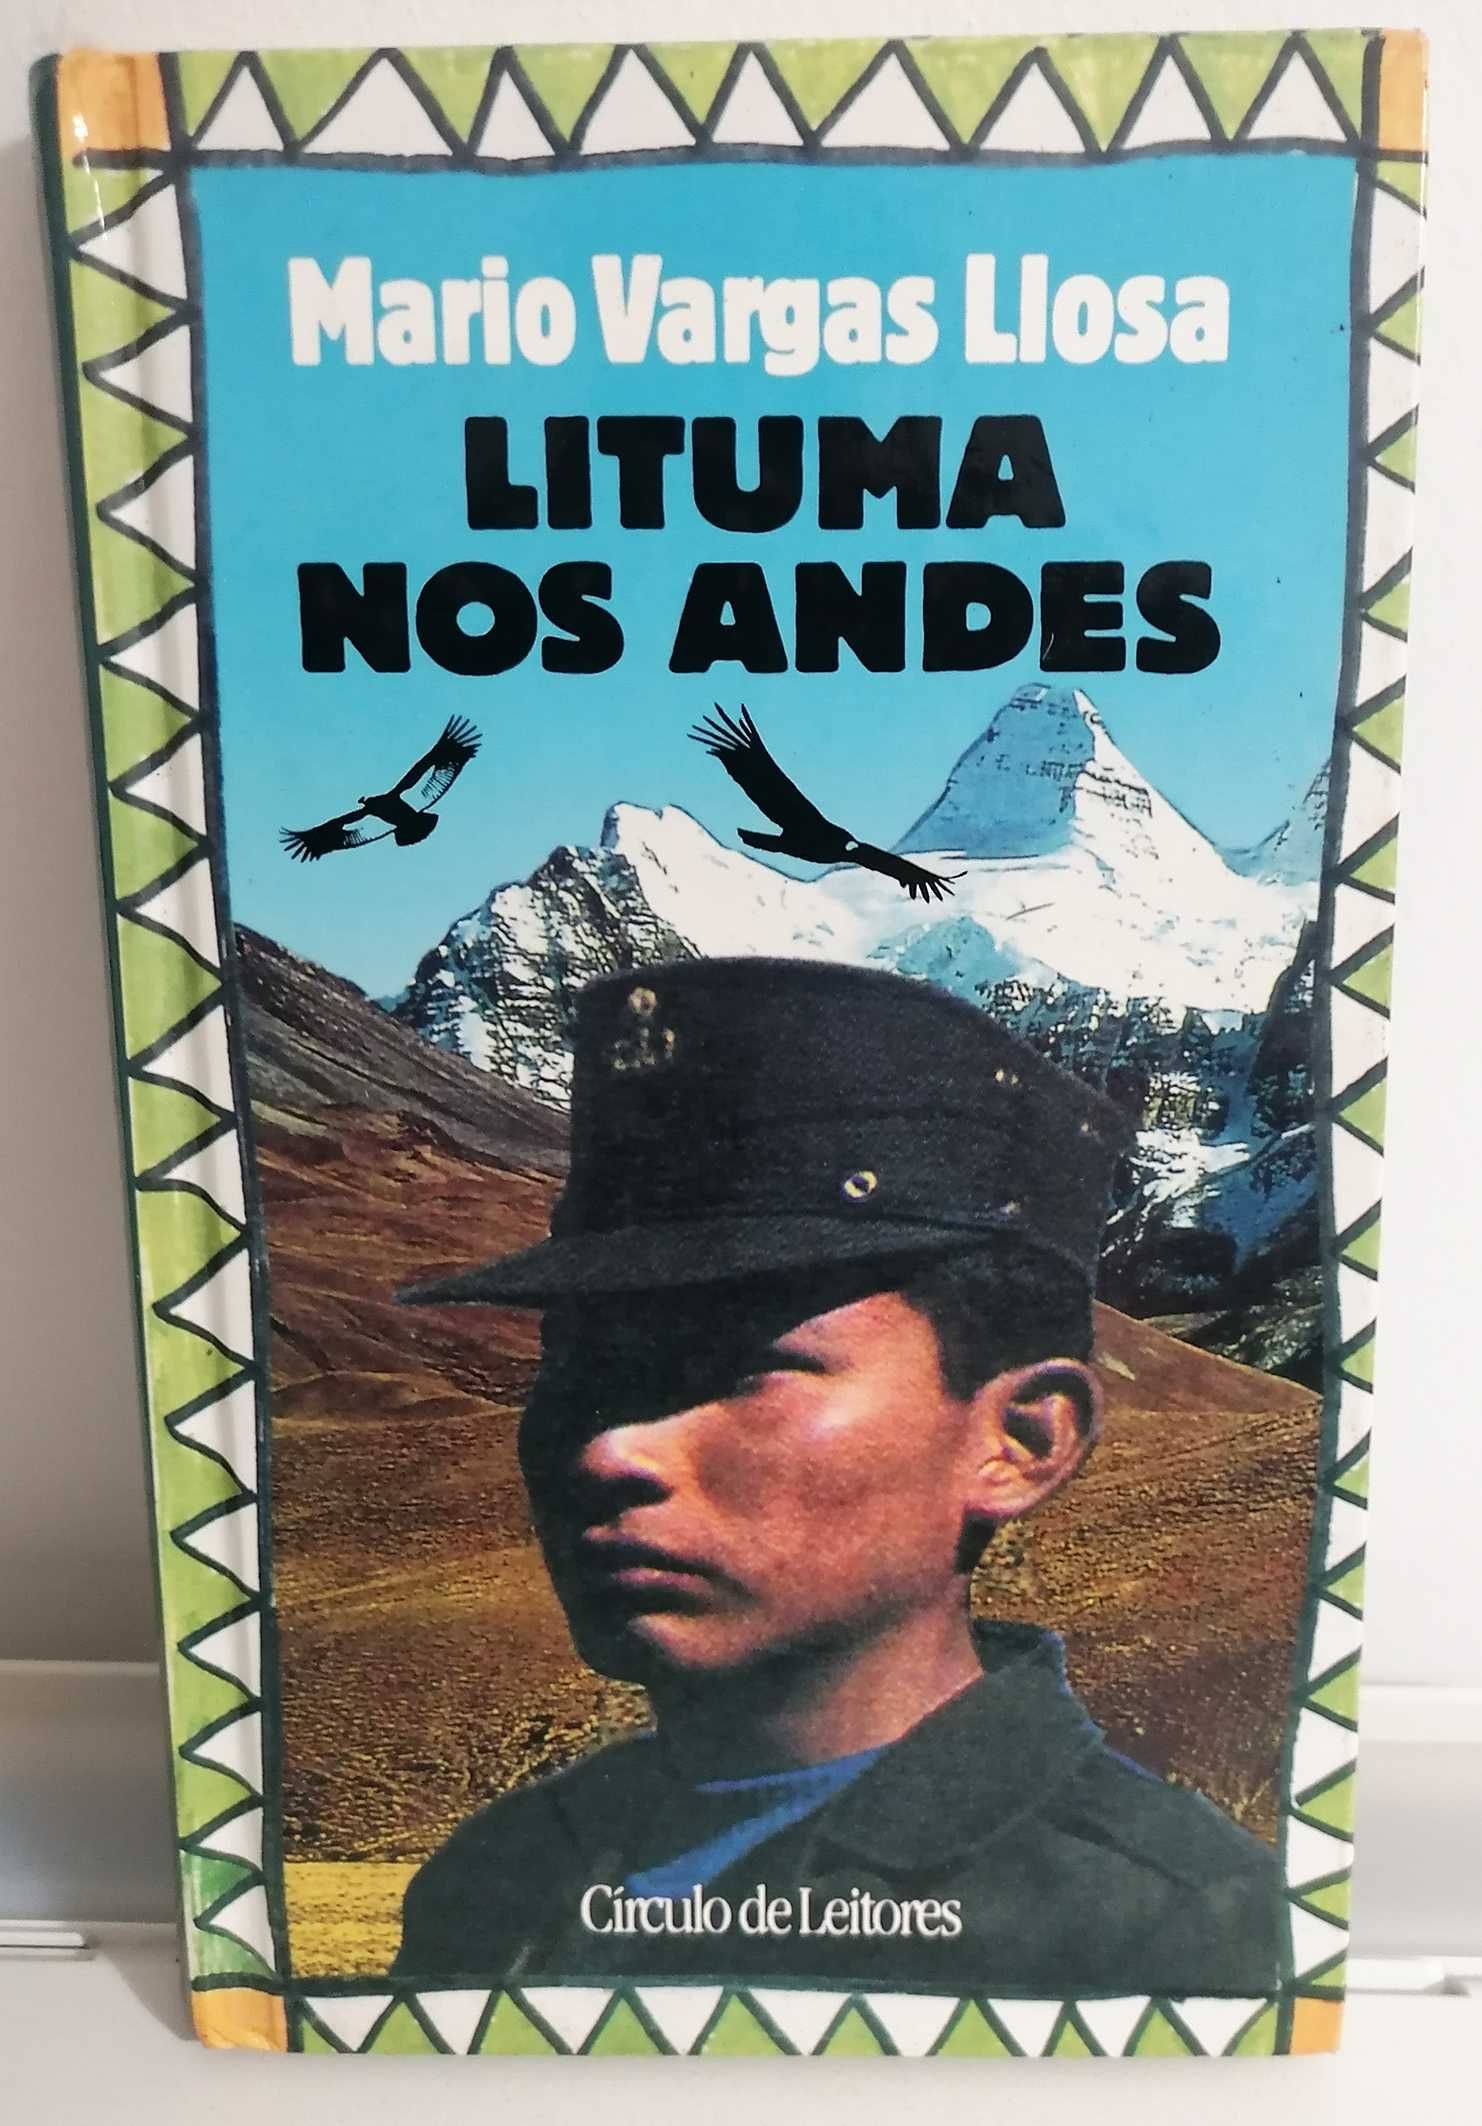 Mario Vargas Llosa
LITUMA
NOS ANDES
Círculo de Leitores